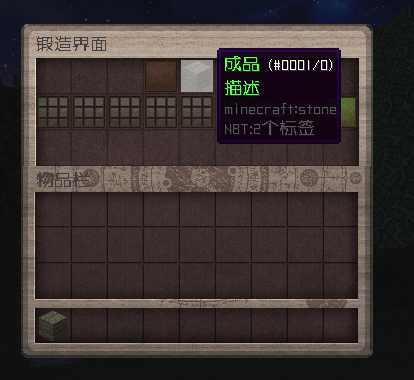 锻造界面
成品 (#0001/0)
描述
minecraft:stone
NBT:2个标签
物品栏